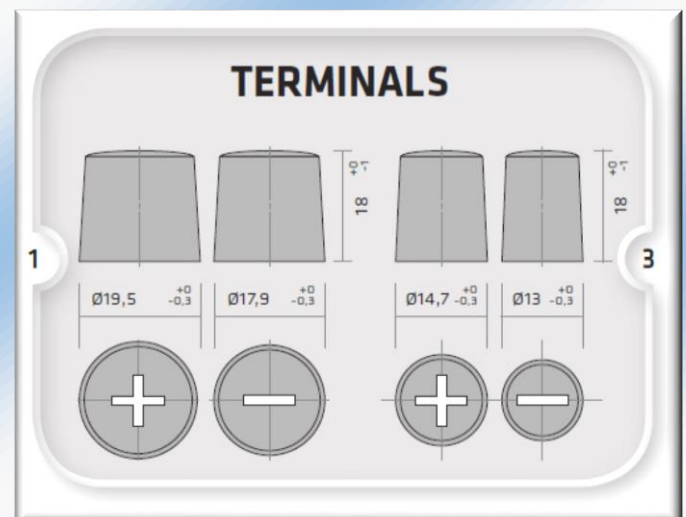 TERMINALS
18 +0 -1
18 +0 -1
1
3
Ø19,5 +0 -0,3
Ø17,9 +0 -0,3
Ø14,7 +0 -0,3
Ø13 +0 -0,3